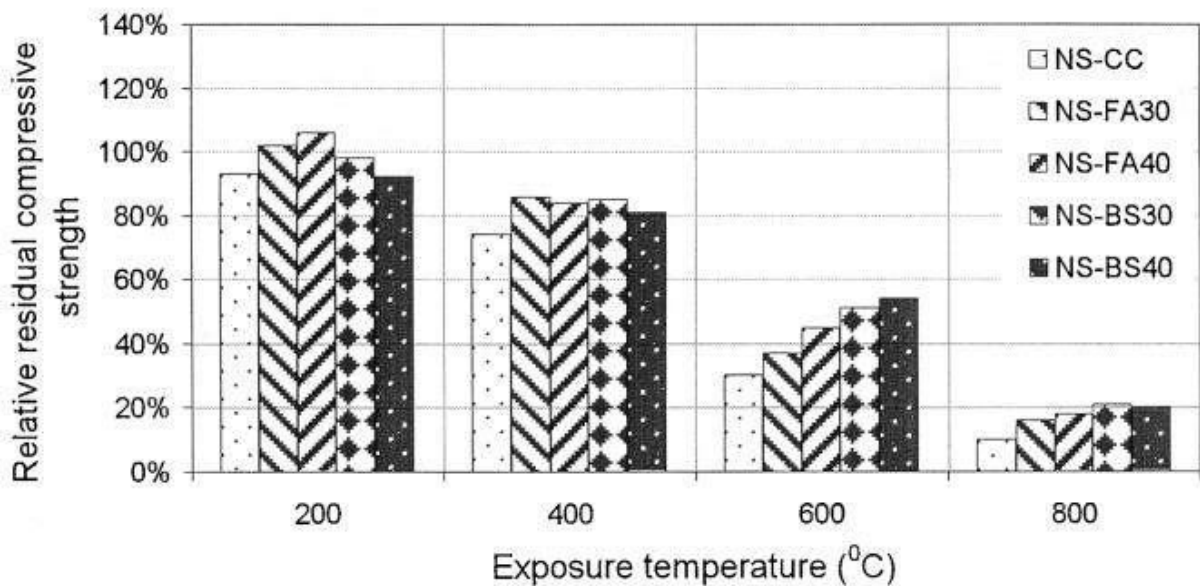 140%
120%
100%
80%
60%
40%
20%
0%
Relative residual compressive
strength
NS-CC
NS-FA30
NS-FA40
NS-BS30
NS-BS40
200 400 600 800
Exposure temperature (⁰C)